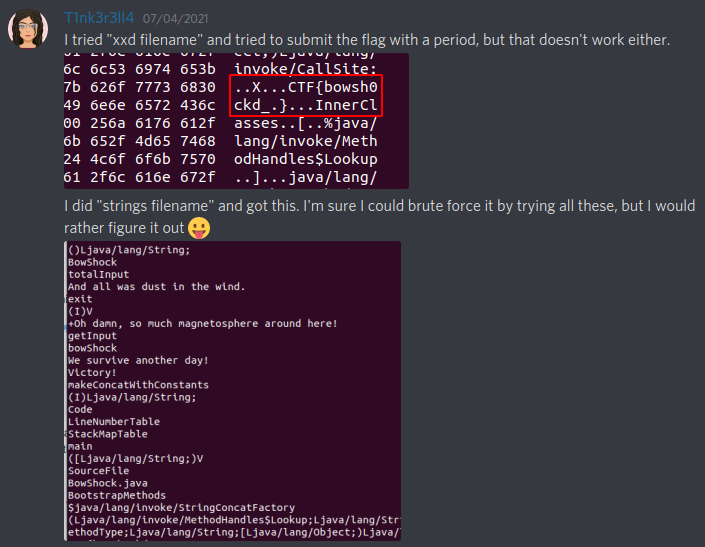 T1nk3r3ll4 07/04/2021
I tried "xxd filename" and tried to submit the flag with a period, but that doesn't work either.
6c 6c53 6974 653b invoke/CallSite;
7b 626f 7773 6830 ..X...CTF{bowsh0
49 6e6e 6572 436c ckd_.}...InnerCl
00 256a 6176 612f asses..[..%java/
6b 652f 4d65 7468 lang/invoke/Meth
24 4c6f 6f6b 7570 odHandles$Lookup
61 2f6c 616e 672f ..]...java/lang/
I did "strings filename" and got this. I'm sure I could brute force it by trying all these, but I would
rather figure it out
()Ljava/lang/String;
BowShock
totalInput
And all was dust in the wind.
exit
(I)V
+Oh damn, so much magnetosphere around here!
getInput
bowShock
We survive another day!
Victory!
makeConcatWithConstants
(I)Ljava/lang/String;
Code
LineNumberTable
StackMapTable
main
([Ljava/lang/String;)V
SourceFile
BowShock.java
BootstrapMethods
$java/lang/invoke/StringConcatFactory
(Ljava/lang/invoke/MethodHandles$Lookup;Ljava/lang/Str
ethodType;Ljava/lang/String;[Ljava/lang/Object;)Ljava/